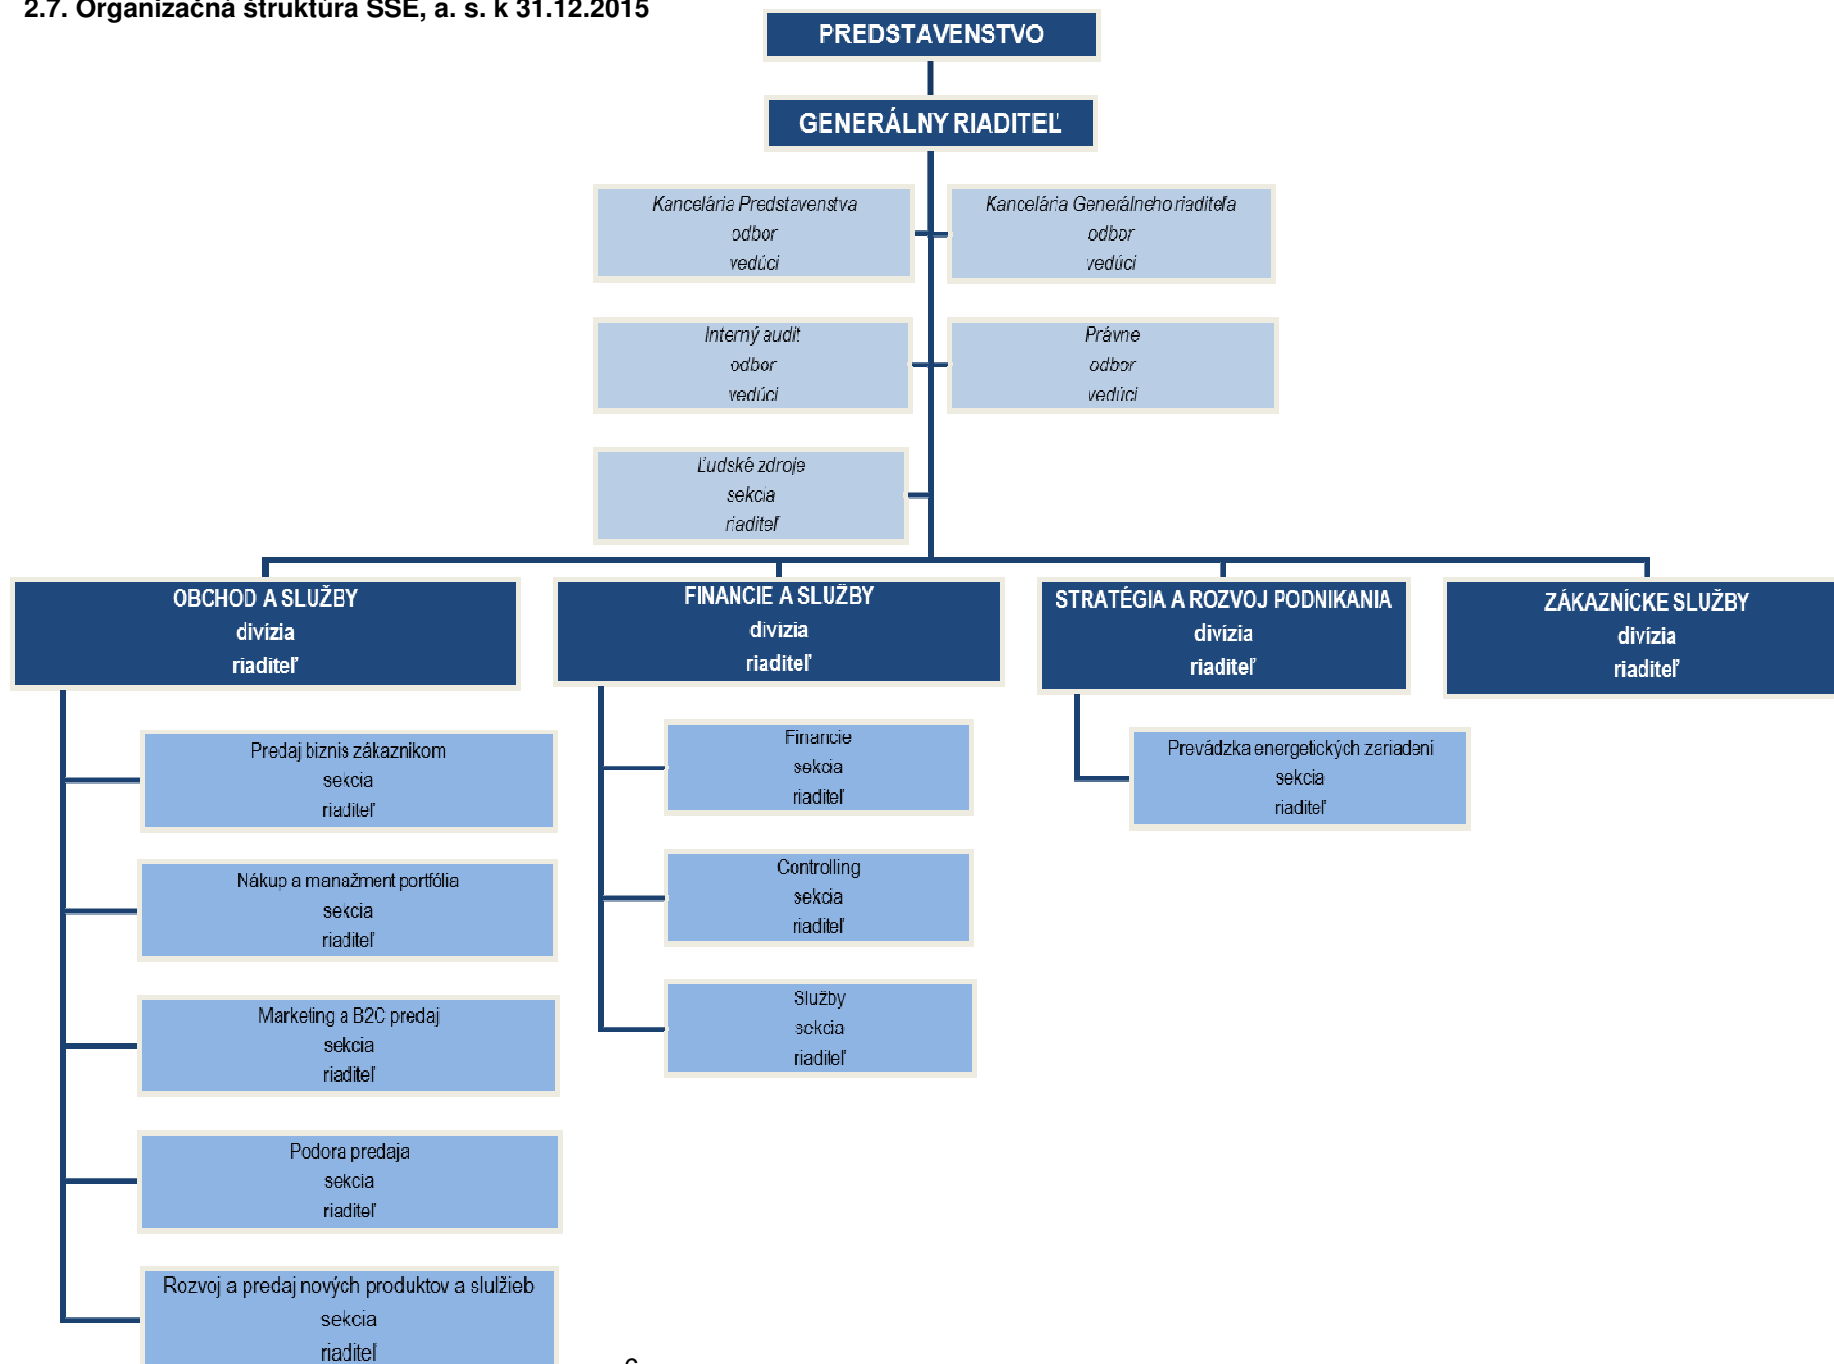 2.7. Organizačná štruktúra SSE, a. s. k 31.12.2015
PREDSTAVENSTVO
GENERÁLNY RIADITEĽ
Kancelária Predstavenstva
odbor
vedúci
Kancelária Generálneho riaditeľa
odbor
vedúci
Interný audit
odbor
vedúci
Právne
odbor
vedúci
Ľudské zdroje
sekcia
riaditeľ
OBCHOD A SLUŽBY
divízia
riaditeľ
FINANCIE A SLUŽBY
divízia
riaditeľ
STRATÉGIA A ROZVOJ PODNIKANIA
divízia
riaditeľ
ZÁKAZNÍCKE SLUŽBY
divízia
riaditeľ
Predaj biznis zákazníkom
sekcia
riaditeľ
Nákup a manažment portfólia
sekcia
riaditeľ
Marketing a B2C predaj
sekcia
riaditeľ
Podora predaja
sekcia
riaditeľ
Rozvoj a predaj nových produktov a slulžieb
sekcia
riaditeľ
Financie
sekcia
riaditeľ
Controlling
sekcia
riaditeľ
Služby
sekcia
riaditeľ
Prevádzka energetických zariadení
sekcia
riaditeľ